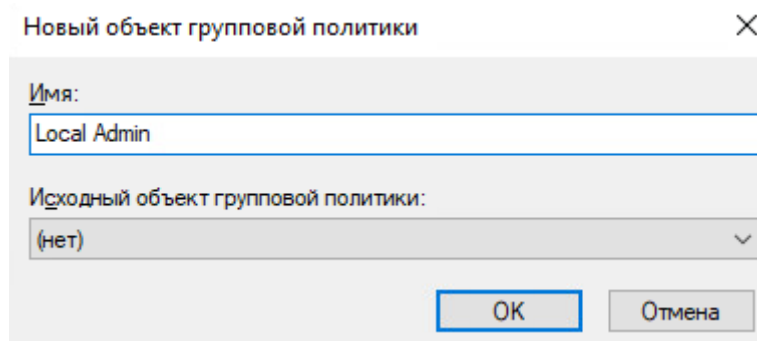 Новый объект групповой политики
Имя:
Local Admin
Исходный объект групповой политики:
(нет)
OK
Отмена